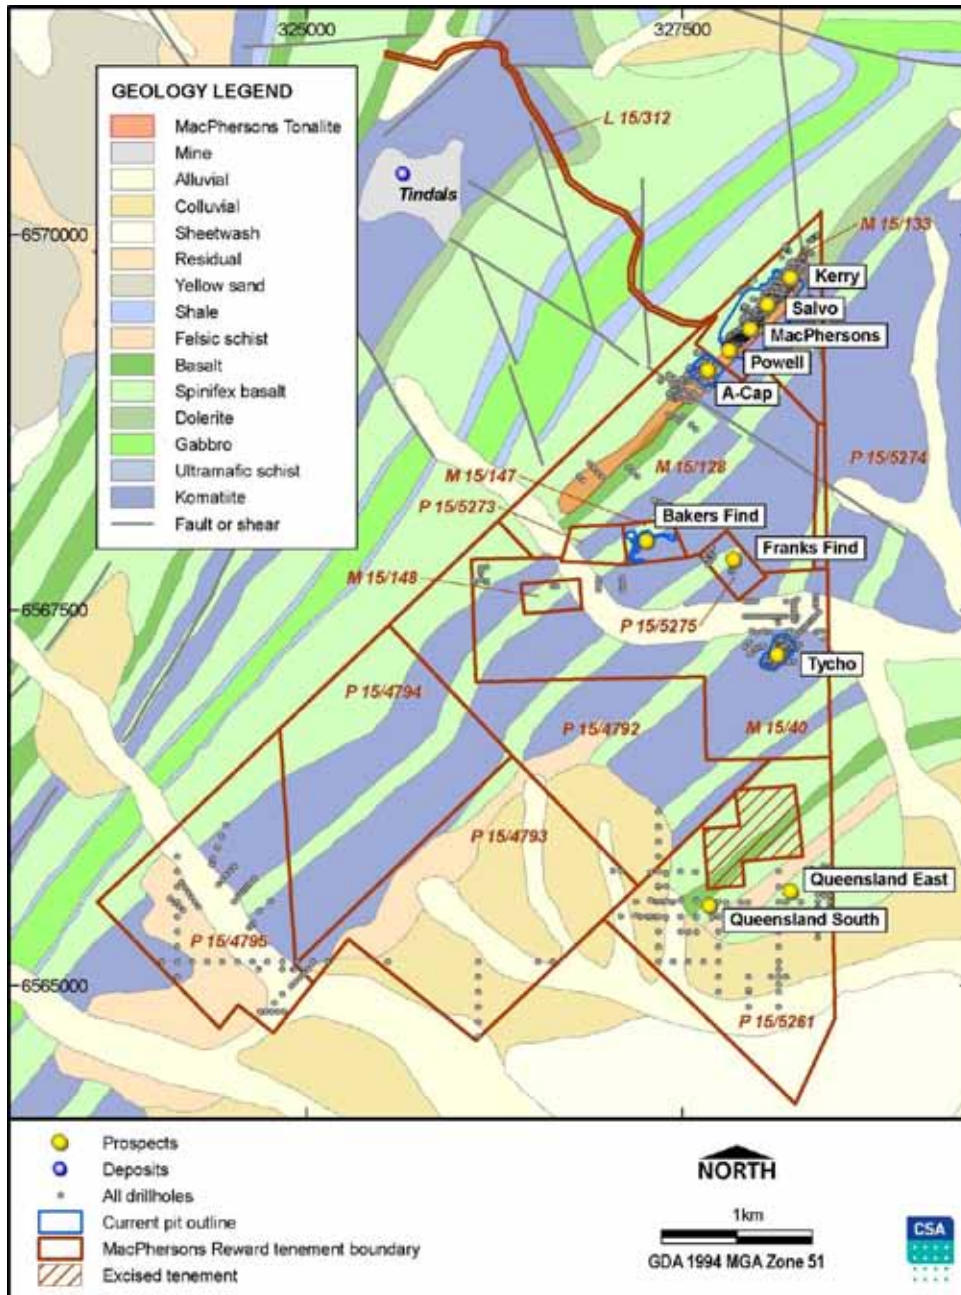 325000
327500
GEOLOGY LEGEND
MacPhersons Tonalite
Mine
Alluvial
Colluvial
Sheetwash
Residual
Yellow sand
Shale
Felsic schist
Basalt
Spinifex basalt
Dolerite
Gabbro
Ultramafic schist
Komatiite
Fault or shear
L 15/312
Tindals
6570000
M 15/133
Kerry
Salvo
MacPhersons
Powell
A-Cap
M 15/147
M 15/128
P 15/5274
P 15/5273
Bakers Find
Franks Find
M 15/148
6567500
P 15/5275
Tycho
P 15/4794
P 15/4792
M 15/40
P 15/4793
Queensland East
Queensland South
P 15/4795
6565000
P 15/5261
Prospects
Deposits
All drillholes
Current pit outline
MacPhersons Reward tenement boundary
Excised tenement
NORTH
1km
GDA 1994 MGA Zone 51
CSA